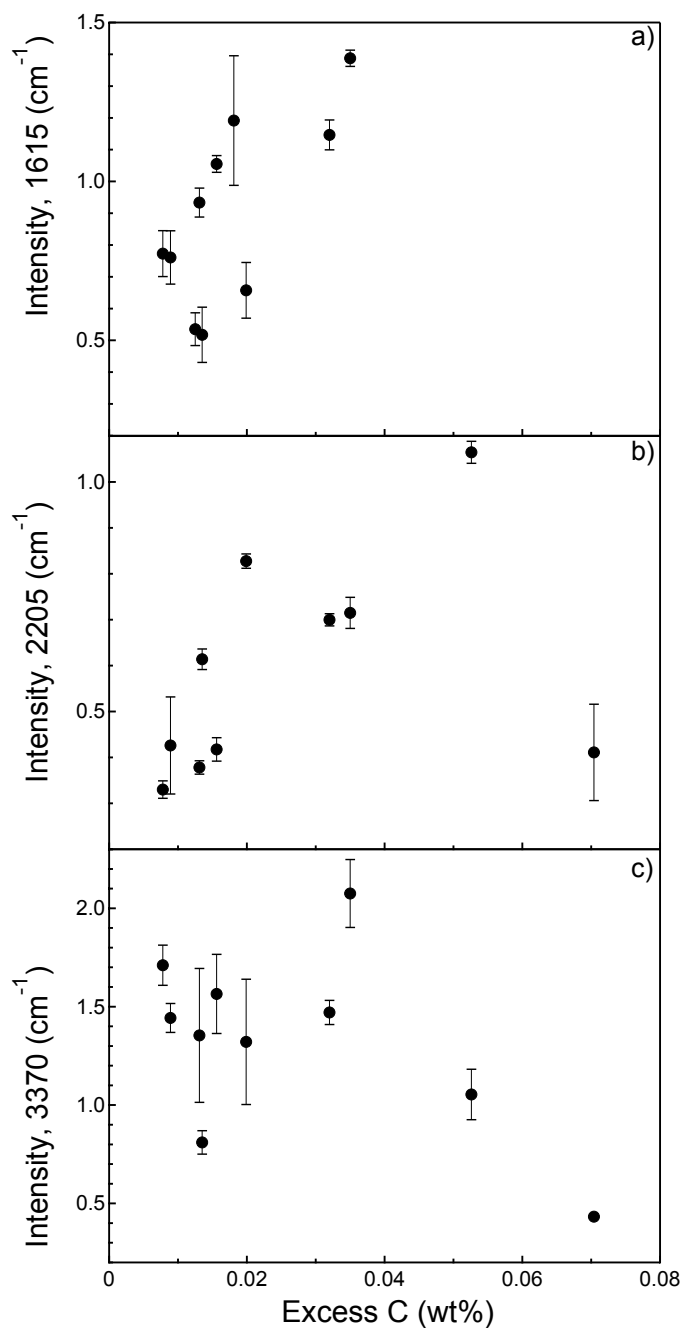 a)
1.5
1.0
0.5
Intensity, 1615 (cm⁻¹)
b)
1.0
0.5
Intensity, 2205 (cm⁻¹)
c)
2.0
1.5
1.0
0.5
Intensity, 3370 (cm⁻¹)
0 0.02 0.04 0.06 0.08
Excess C (wt%)